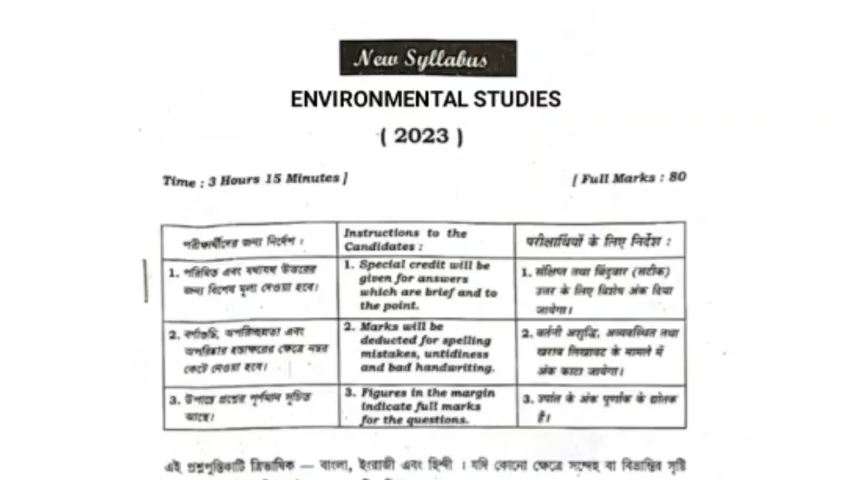 New Syllabus
ENVIRONMENTAL STUDIES
( 2023 )
Time : 3 Hours 15 Minutes ]
[ Full Marks : 80
পরীক্ষার্থীদের জন্য নির্দেশ :
1. পরিমিত এবং যথাযথ উত্তরের
জন্য বিশেষ মূল্য দেওয়া হবে।
2. বর্ণাশুদ্ধি, অপরিচ্ছন্নতা এবং
অপরিষ্কার হস্তাক্ষরের ক্ষেত্রে নম্বর
কেটে নেওয়া হবে।
3. উপান্তে প্রশ্নের পূর্ণমান সূচিত
আছে।
Instructions to the
Candidates :
1. Special credit will be
given for answers
which are brief and to
the point.
2. Marks will be
deducted for spelling
mistakes, untidiness
and bad handwriting.
3. Figures in the margin
indicate full marks
for the questions.
परीक्षार्थियों के लिए निर्देश :
1. संक्षिप्त तथा बिंदुवार (सटीक)
उत्तर के लिए विशेष अंक दिया
जायेगा।
2. वर्तनी अशुद्धि, अव्यवस्थित तथा
खराब लिखावट के मामले में
अंक काटा जायेगा।
3. उपांत के अंक पूर्णांक के द्योतक
हैं।
এই প্রশ্নপুস্তিকাটি ত্রিভাষিক — বাংলা, ইংরাজী এবং হিন্দী । যদি কোনো ক্ষেত্রে সন্দেহ বা বিভ্রান্তির সৃষ্টি